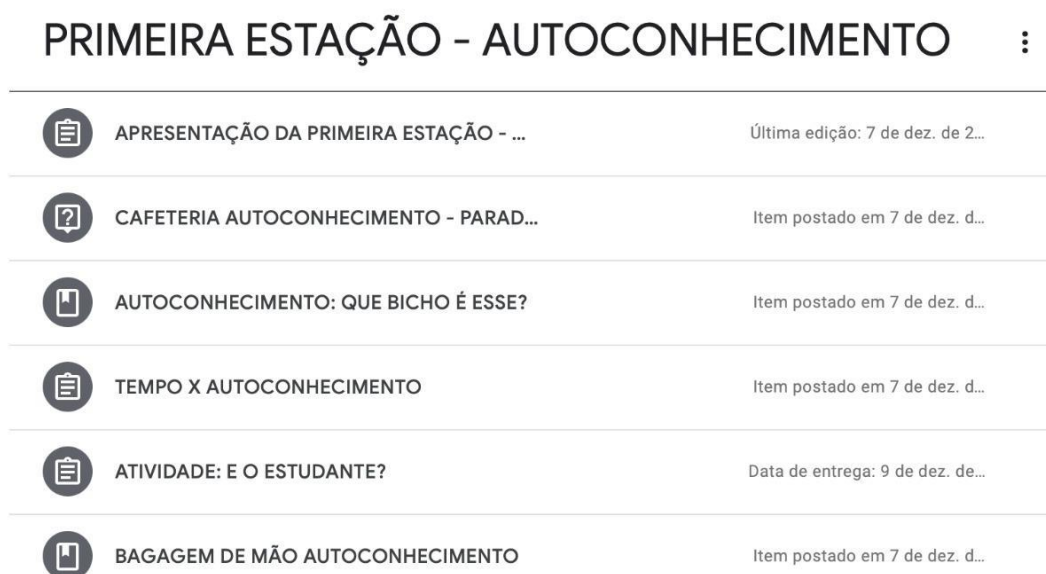 PRIMEIRA ESTAÇÃO - AUTOCONHECIMENTO
APRESENTAÇÃO DA PRIMEIRA ESTAÇÃO - ... Última edição: 7 de dez. de 2...
CAFETERIA AUTOCONHECIMENTO - PARAD... Item postado em 7 de dez. d...
AUTOCONHECIMENTO: QUE BICHO É ESSE? Item postado em 7 de dez. d...
TEMPO X AUTOCONHECIMENTO Item postado em 7 de dez. d...
ATIVIDADE: E O ESTUDANTE? Data de entrega: 9 de dez. de...
BAGAGEM DE MÃO AUTOCONHECIMENTO Item postado em 7 de dez. d...